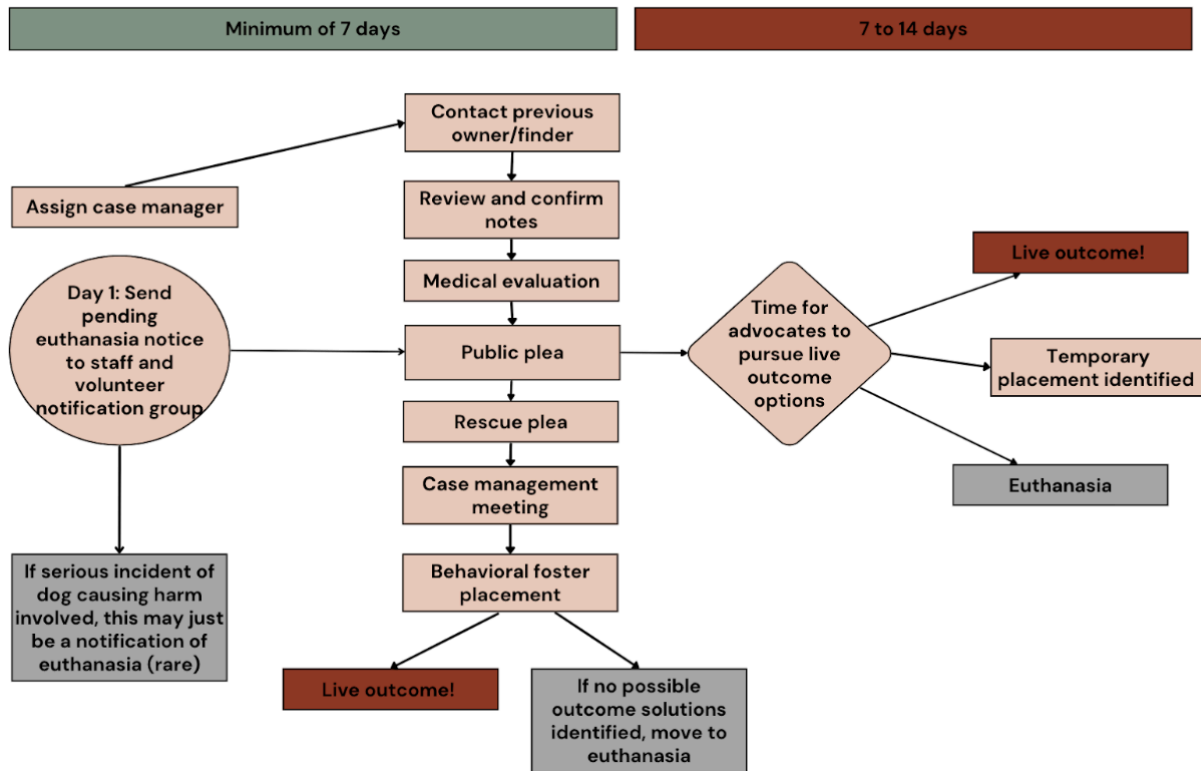 Minimum of 7 days
7 to 14 days
Contact previous
owner/finder
Assign case manager
Review and confirm
notes
Medical evaluation
Day 1: Send
pending
euthanasia notice
to staff and
volunteer
notification group
Public plea
Rescue plea
Case management
meeting
Behavioral foster
placement
If serious incident of
dog causing harm
involved, this may just
be a notification of
euthanasia (rare)
Live outcome!
If no possible
outcome solutions
identified, move to
euthanasia
Time for
advocates to
pursue live
outcome
options
Live outcome!
Temporary
placement identified
Euthanasia